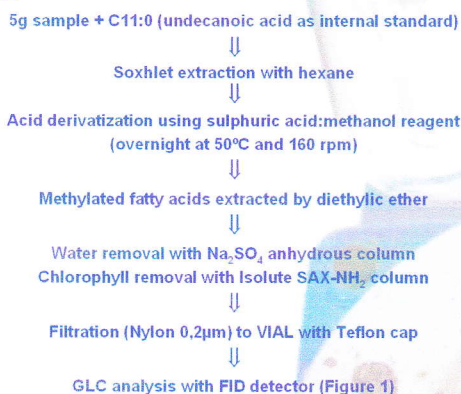 5g sample + C11:0 (undecanoic acid as internal standard)
⇓
Soxhlet extraction with hexane
⇓
Acid derivatization using sulphuric acid:methanol reagent
(overnight at 50ºC and 160 rpm)
⇓
Methylated fatty acids extracted by diethylic ether
⇓
Water removal with Na₂SO₄ anhydrous column
Chlorophyll removal with Isolute SAX-NH₂ column
⇓
Filtration (Nylon 0,2µm) to VIAL with Teflon cap
⇓
GLC analysis with FID detector (Figure 1)